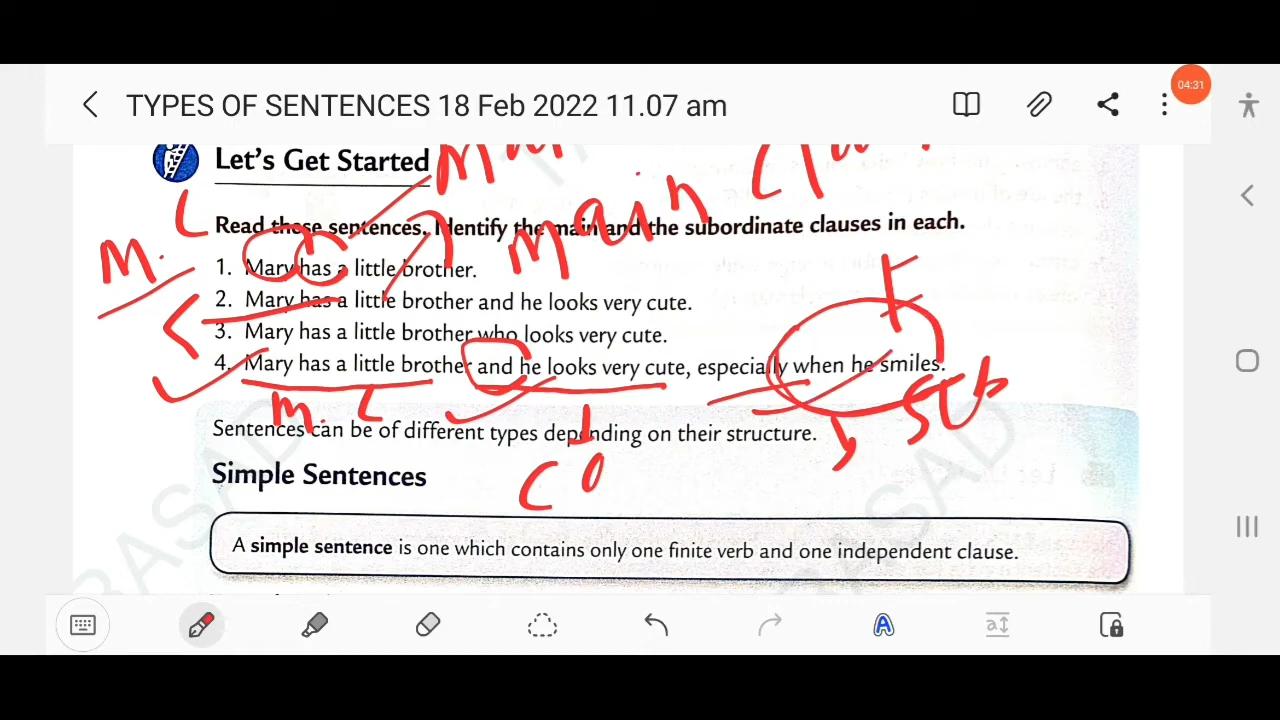 04:31
TYPES OF SENTENCES 18 Feb 2022 11.07 am
Let's Get Started
main
Read these sentences. Identify the main and the subordinate clauses in each.
M. C
1. Mary has a little brother.
2. Mary has a little brother and he looks very cute.
3. Mary has a little brother who looks very cute.
4. Mary has a little brother and he looks very cute, especially when he smiles.
M. C
Sub
Sentences can be of different types depending on their structure.
CO
Simple Sentences
A simple sentence is one which contains only one finite verb and one independent clause.